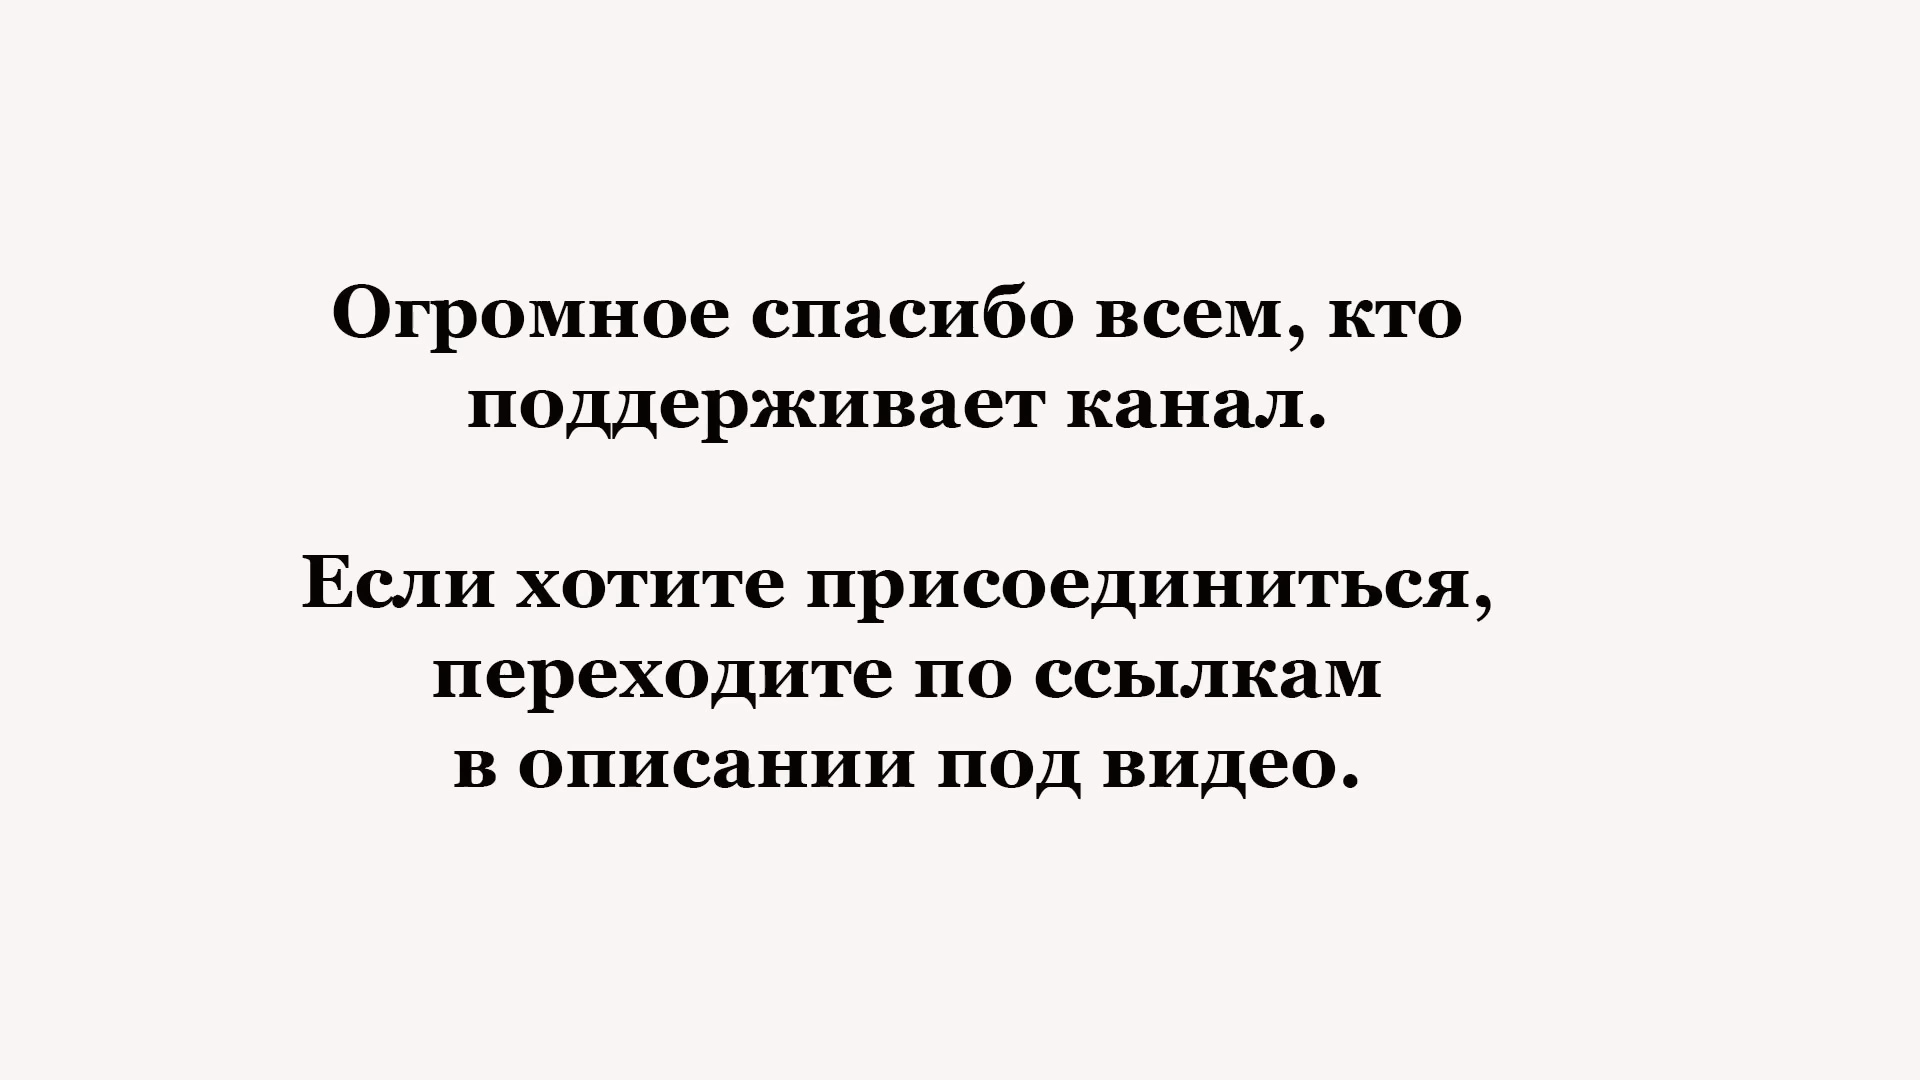 Огромное спасибо всем, кто
поддерживает канал.
Если хотите присоединиться,
переходите по ссылкам
в описании под видео.